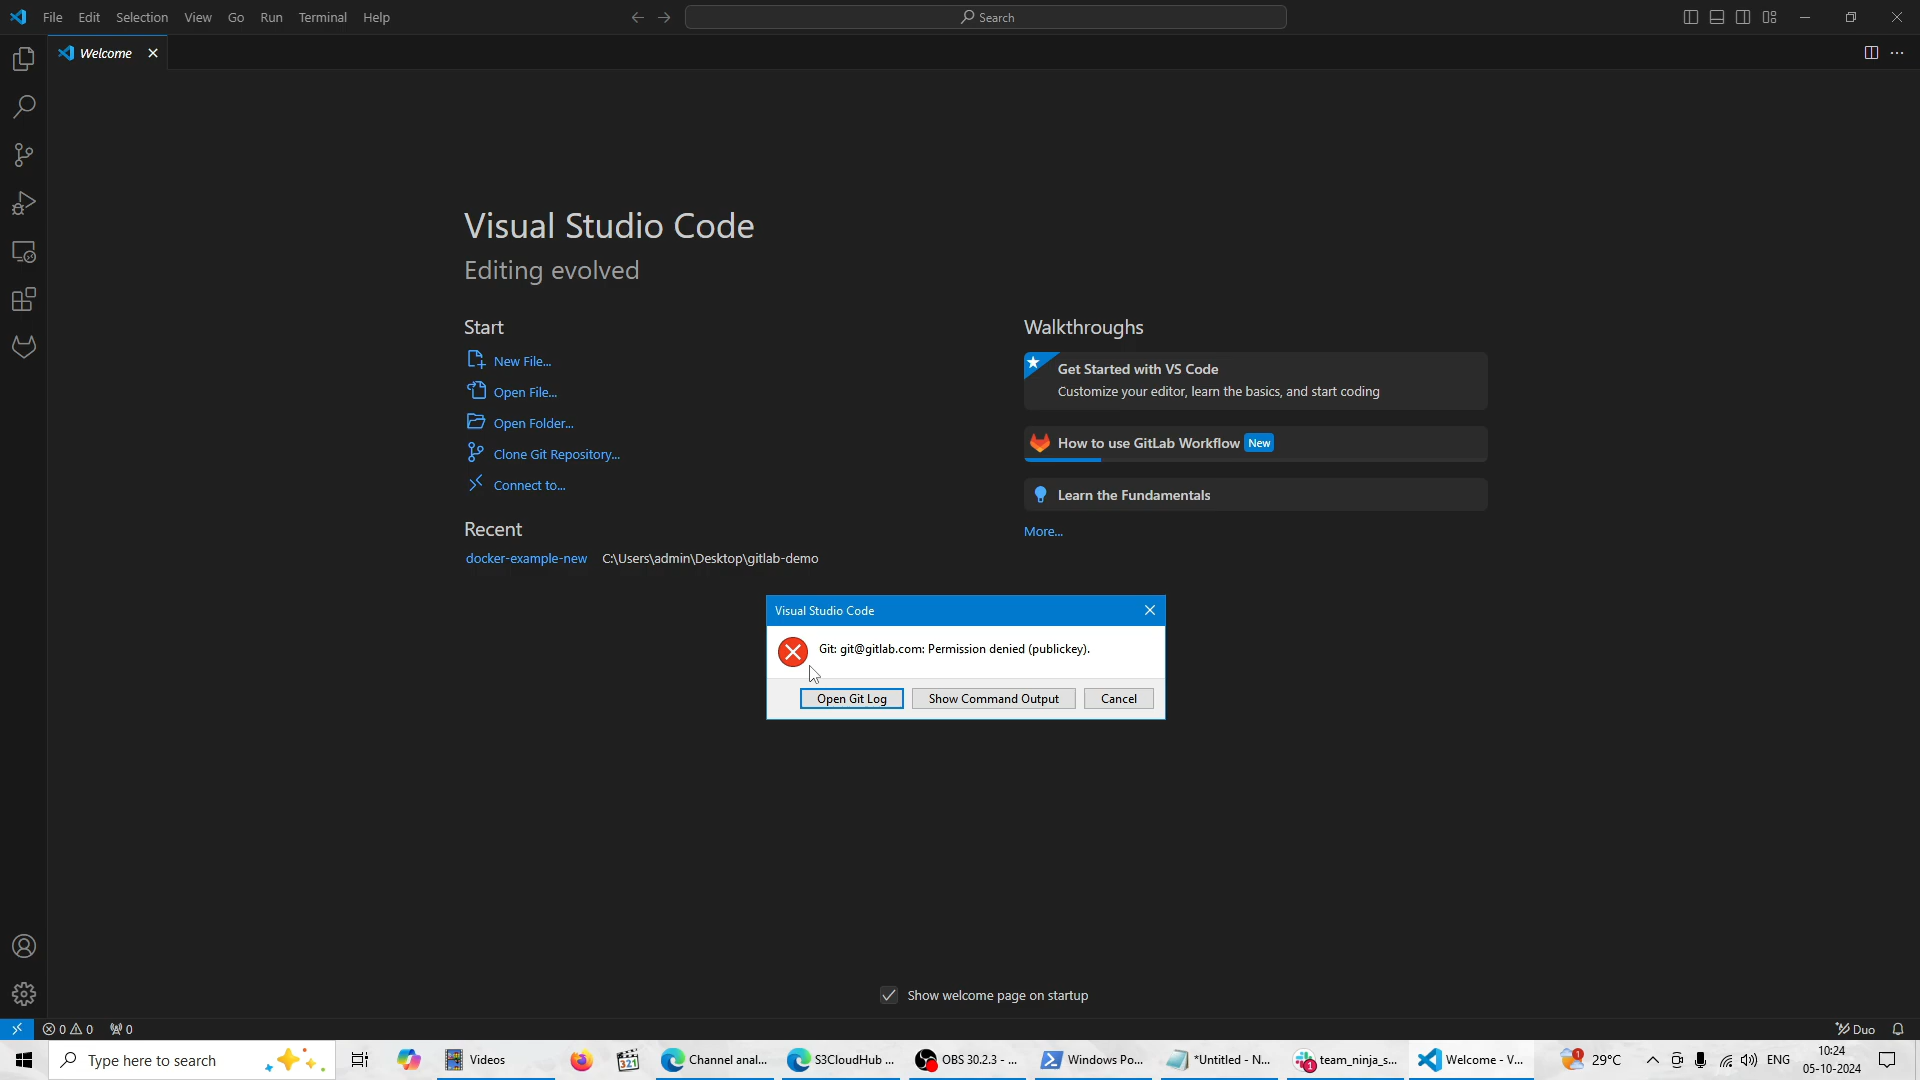 File Edit Selection View Go Run Terminal Help
Search
Welcome
Visual Studio Code
Editing evolved
Start
New File...
Open File...
Open Folder...
Clone Git Repository...
Connect to...
Recent
docker-example-new C:\Users\admin\Desktop\gitlab-demo
Walkthroughs
Get Started with VS Code
Customize your editor, learn the basics, and start coding
How to use GitLab Workflow New
Learn the Fundamentals
More...
Visual Studio Code
Git: git@gitlab.com: Permission denied (publickey).
Open Git Log Show Command Output Cancel
Show welcome page on startup
0 0 0 Duo
Type here to search
Videos
321
Channel anal...
S3CloudHub ...
OBS 30.2.3 - ...
Windows Po...
*Untitled - N...
1 team_ninja_s...
Welcome - V...
1 29°C
ENG
10:24
05-10-2024